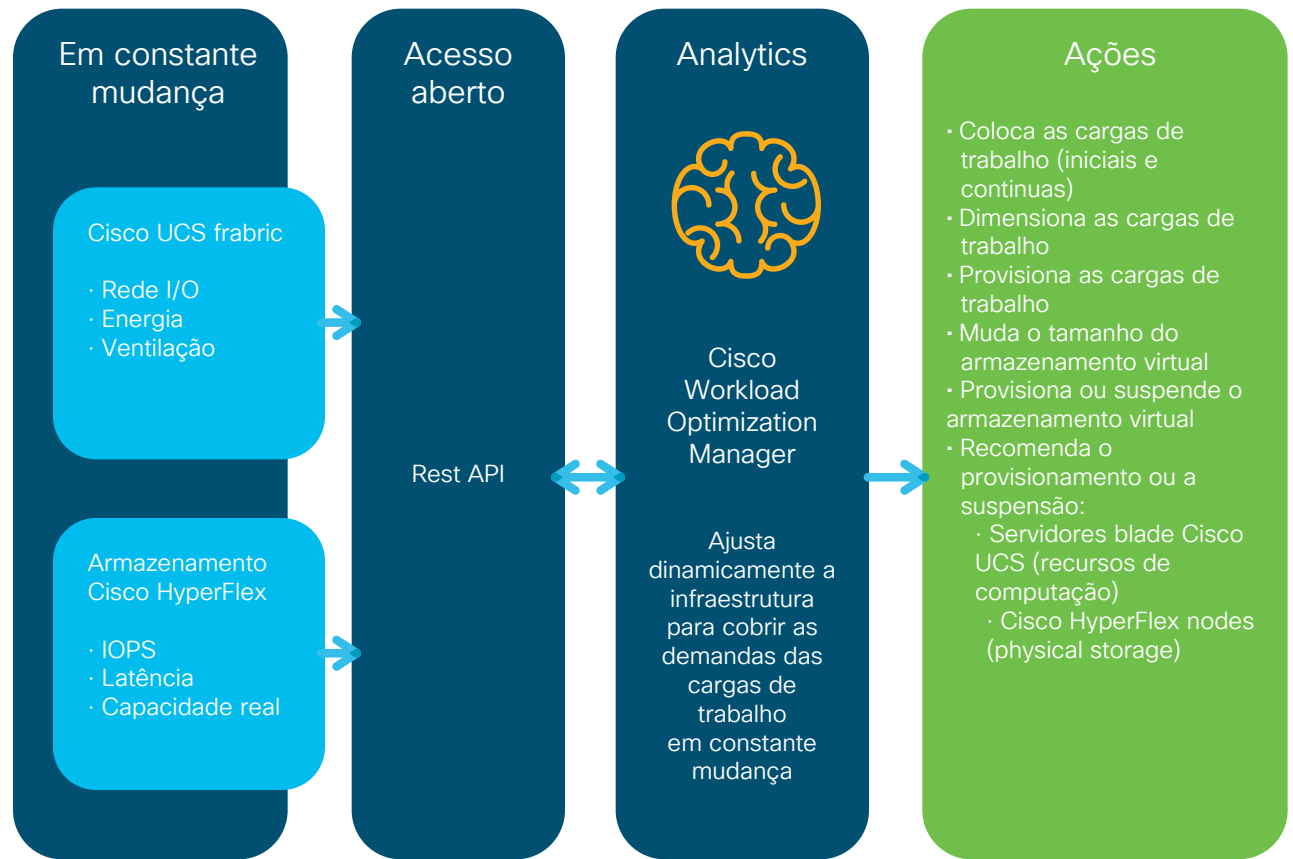 Em constante
mudança
Cisco UCS frabric
· Rede I/O
· Energia
· Ventilação
Armazenamento
Cisco HyperFlex
· IOPS
· Latência
· Capacidade real
Acesso
aberto
Rest API
Analytics
Cisco
Workload
Optimization
Manager
Ajusta
dinamicamente a
infraestrutura
para cobrir as
demandas das
cargas de
trabalho
em constante
mudança
Ações
· Coloca as cargas de
trabalho (iniciais e
continuas)
· Dimensiona as cargas de
trabalho
· Provisiona as cargas de
trabalho
· Muda o tamanho do
armazenamento virtual
· Provisiona ou suspende o
armazenamento virtual
· Recomenda o
provisionamento ou a
suspensão:
· Servidores blade Cisco
UCS (recursos de
computação)
· Cisco HyperFlex nodes
(physical storage)